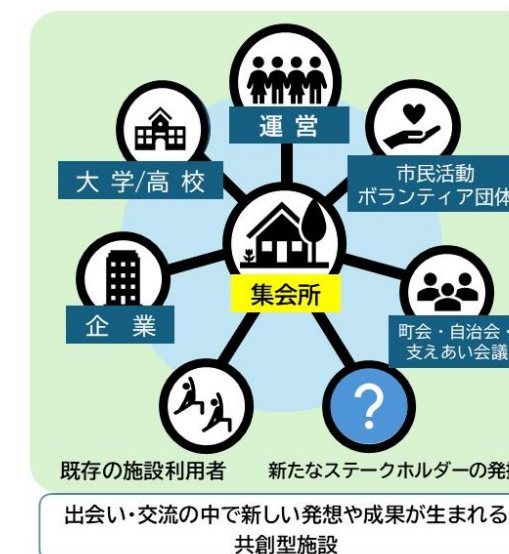 運営
大学/高校
市民活動
ボランティア団体
集会所
企業
町会・自治会・
支えあい会議
?
既存の施設利用者
新たなステークホルダーの発
出会い・交流の中で新しい発想や成果が生まれる
共創型施設